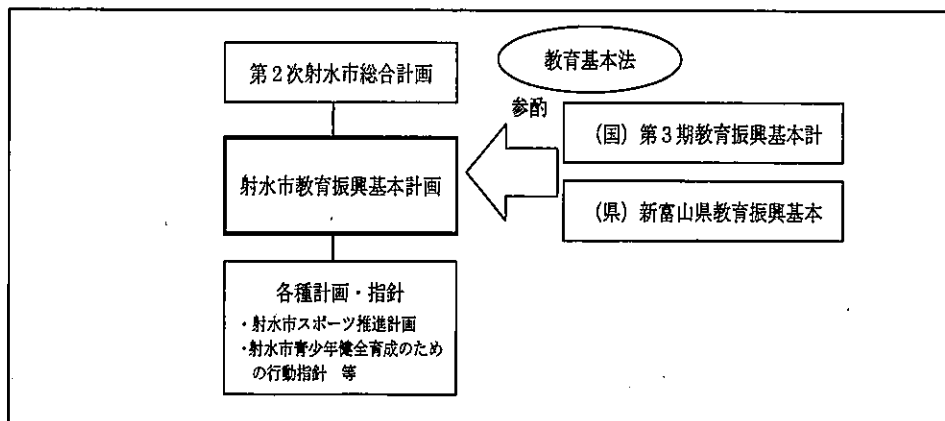 第2次射水市総合計画
教育基本法
参酌
(国)第3期教育振興基本計
射水市教育振興基本計画
(県)新富山県教育振興基本
各種計画・指針
・射水市スポーツ推進計画
・射水市青少年健全育成のため
の行動指針 等